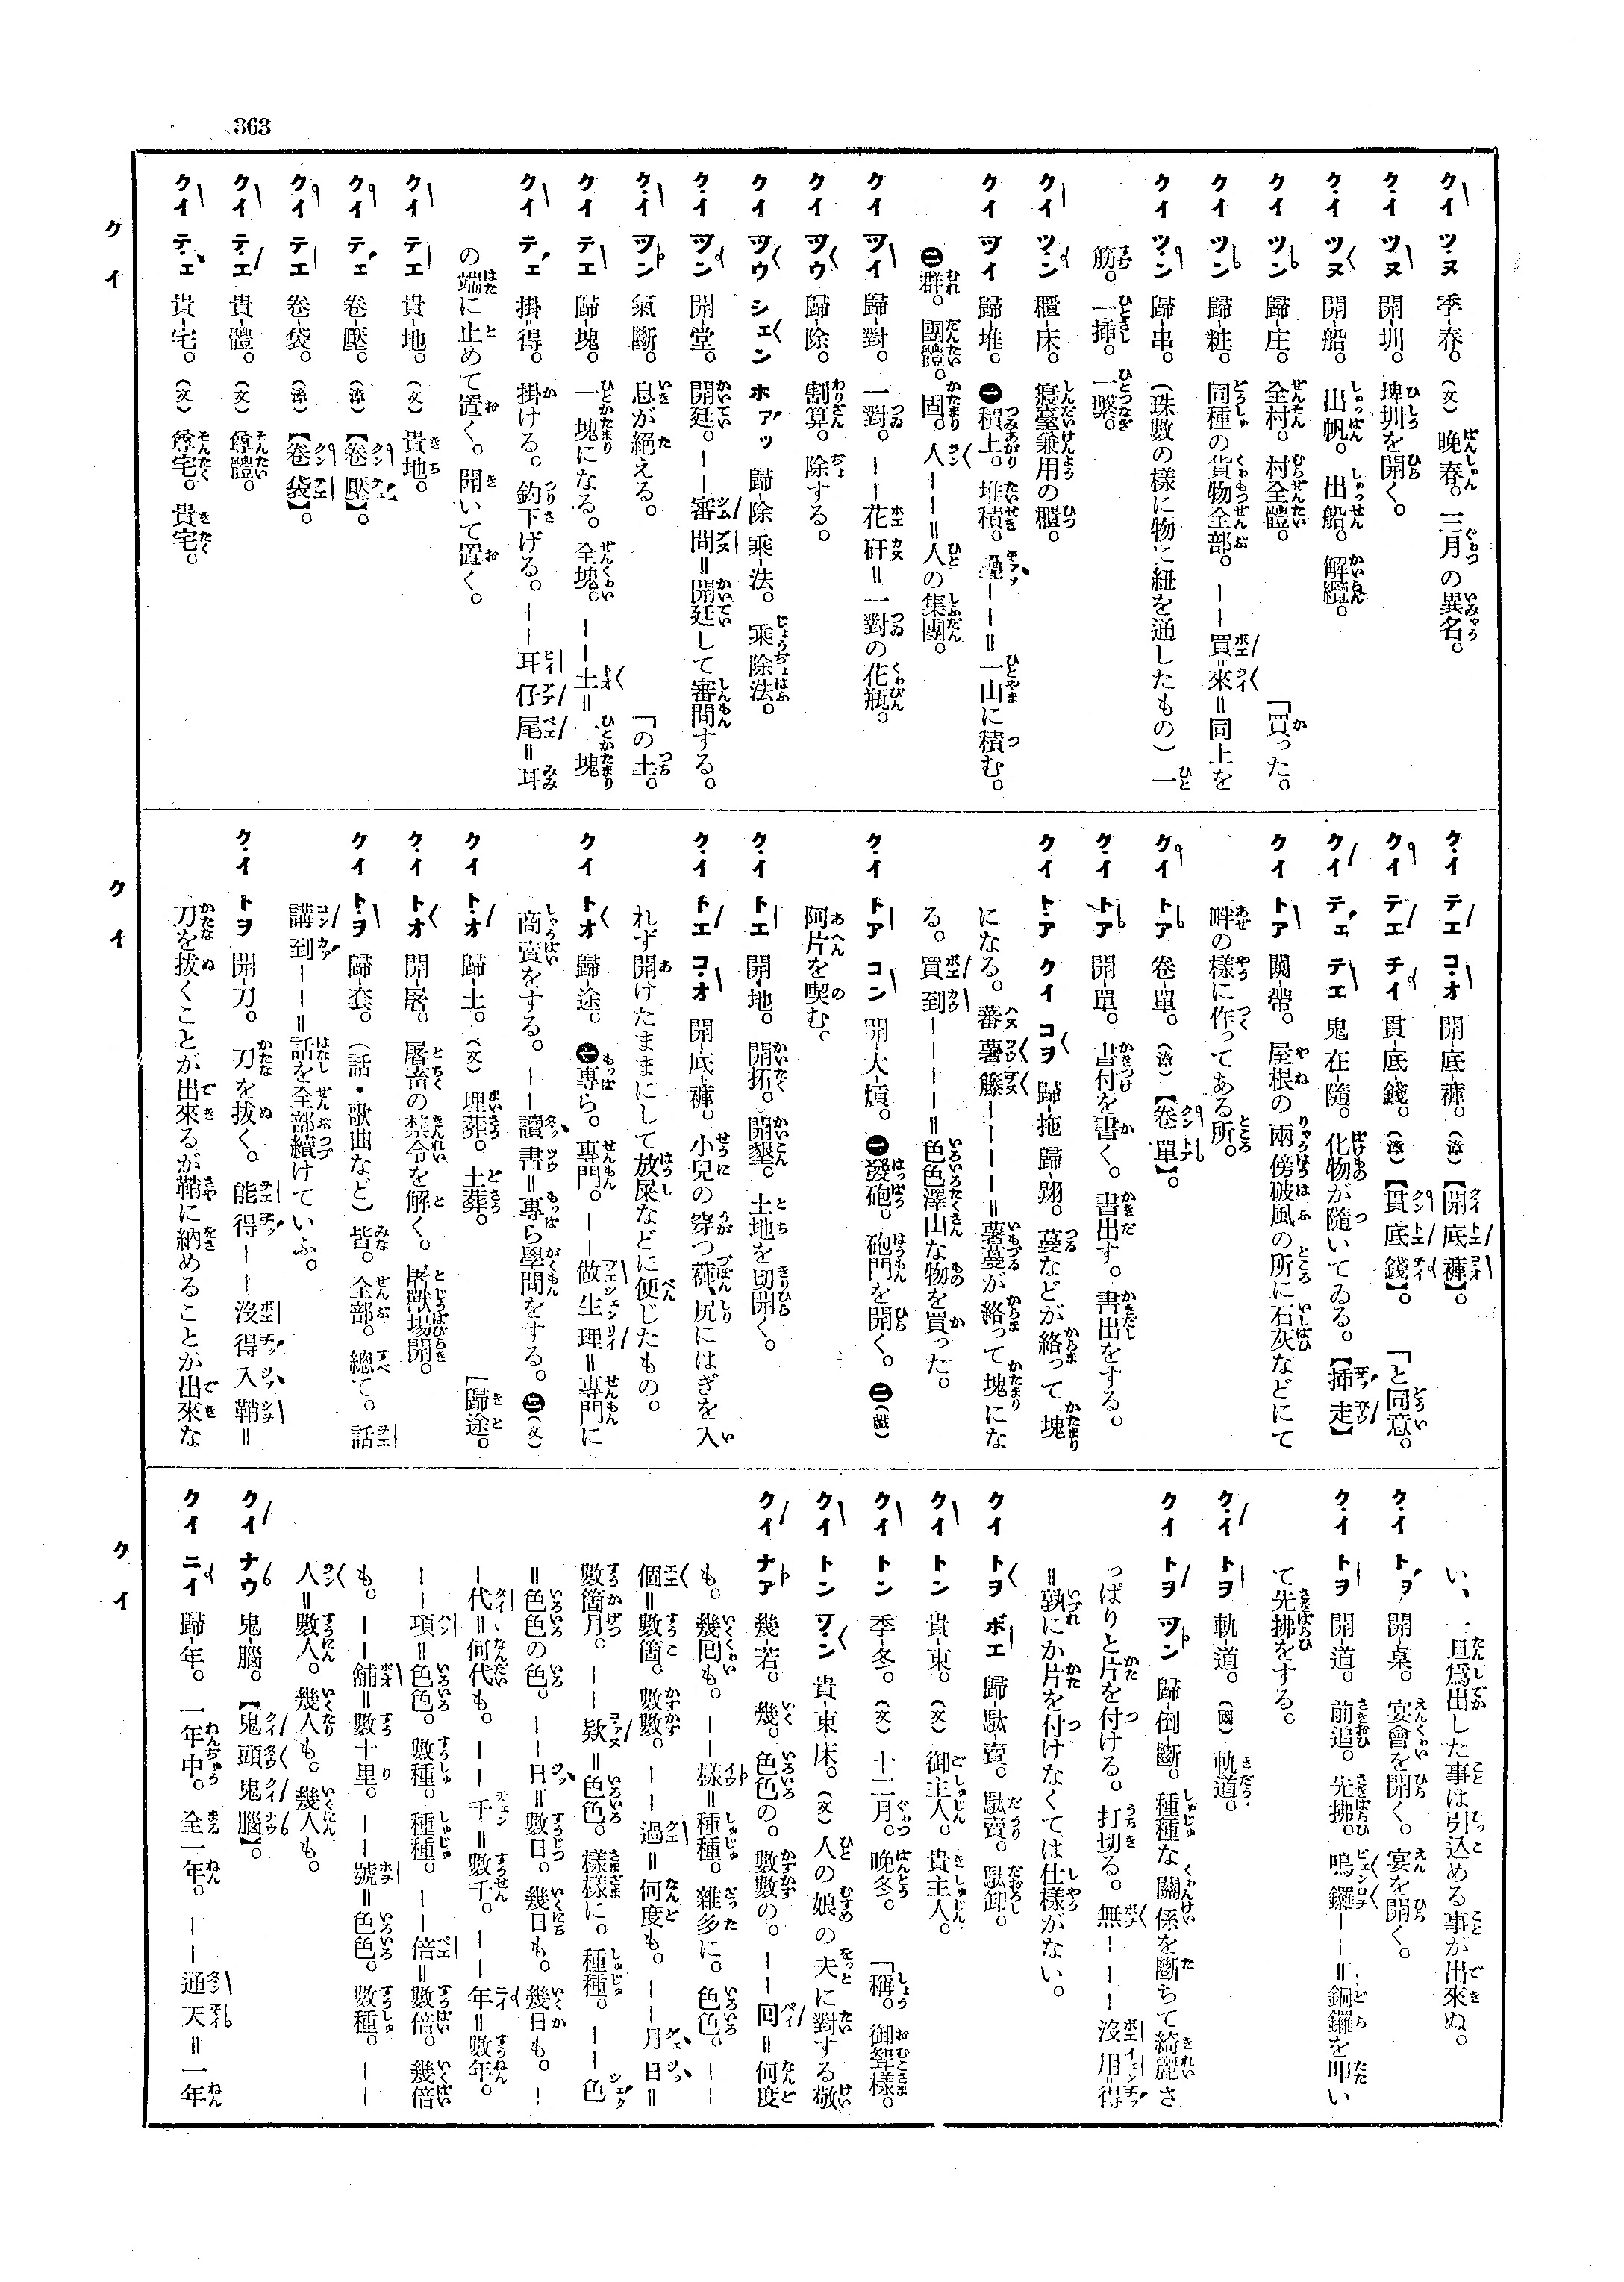 363
クイ ツヌ 季-春。（文）晩春。三月の異名。
クイ ツヌ 開-圳。埤圳を開く。
クイ ツヌ 開-船。出帆。出船。解纜。
クイ ツン 歸-庄。全村。村全體。「買った。
クイ ツン 歸-粧。同種の貨物全部。――買=來=同上を
クイ ツン 歸-串。（珠數の樣に物に紐を通したもの）一
筋。一揷。一繫。
クイ ツン 櫃-床。寢臺兼用の櫃。
クイ ツイ 歸-堆。㊀積上。堆積。疊――=一山に積む。
㊁群。團體。固。人――=人の集團。
クイ ツイ 歸-對。一對。――花矸=一對の花瓶。
クイ ツウ 歸-除。割算。除する。
クイ ツウ シエン ホアッ 歸-除乘-法。乘除法。
クイ ツン 開-堂。開廷。――審問=開廷して審問する。
クイ ツン 氣斷。息が絕える。「の土。
クイ テエ 歸-塊。一塊になる。全塊。――土=一塊
クイ テエ 掛=得。掛ける。釣下げる。――耳仔尾=耳
の端に止めて置く。開いて置く。
クイ テエ 貴-地。（文）貴地。
クイ テエ 卷-壓。（漳）【卷壓】。
クイ テエ 卷-袋。（漳）【卷袋】。
クイ テエ 貴-體。（文）尊體。
クイ テエ 貴-宅。（文）尊宅。貴宅。
クイ
クイ テエ コオ 開-底-褲。（漳）【開底褲】。
クイ テエ チイ 貫-底-錢。（漳）【貫底錢】。「と同意。
クイ テエ テエ 鬼在-隨。化物が隨いてゐる。【揷走】
クイ トア 闊-帶。屋根の兩傍破風の所に石灰などにて
畔の樣に作ってある所。
クイ トア 卷-單。（漳）【卷單】。
クイ トア 開-單。書付を書く。書出す。書出をする。
クイ トア クイ コヲ 歸-拖歸-翗。蔓などが絡って塊
になる。蕃薯籐――――=薯蔓が絡って塊にな
る。買到――――=色色澤山な物を買った。
クイ トア コン 開-大-熕。㊀發砲。砲門を開く。㊁（戲）
阿片を喫む。
クイ トエ 開-地。開拓。開墾。土地を切開く。
クイ トエ コオ 開-底-褲。小兒の穿つ褲、尻にはぎを入
れず開けたままにして放屎などに便じたもの。
クイ トオ 歸-途。㊀專ら。專門。――做生理=專門に
商賣をする。――讀書=專ら學問をする。㊁（文）
クイ トオ 歸-土。（文）埋葬。土葬。「歸途。
クイ トオ 開-屠。屠畜の禁令を解く。屠獸場開。
クイ トヲ 歸-套。（話・歌曲など）皆。全部。總て。話
講到――=話を全部續けていふ。
クイ トヲ 開-刀。刀を拔く。能得――沒得入鞘=
刀を拔くことが出來るが鞘に納めることが出來な
クイ
い、一旦爲出した事は引込める事が出來ぬ。
クイ トヲ 開-桌。宴會を開く。宴を開く。
クイ トヲ 開-道。前追。先拂。鳴鑼――=銅鑼を叩い
て先拂をする。
クイ トヲ 軌-道。（國）軌道。
クイ トヲ ツン 歸-倒-斷。種種な關係を斷ちて綺麗さ
っぱりと片を付ける。打切る。無―――沒用=得
=孰にか片を付けなくては仕樣がない。
クイ トヲ ボエ 歸-駄-賣。駄賣。駄卸。
クイ トン 貴-東。（文）御主人。貴主人。
クイ トン 季-冬。（文）十二月。晩冬。「稱。御聟樣。
クイ トン ツン 貴-東-床。（文）人の娘の夫に對する敬
クイ ナア 幾-若。幾。色色の。數數の。――囘=何度
も。幾囘も。――樣=種種。雜多に。色色。――
個=數箇。數數。――過=何度も。――月日=
數箇月。――欵=色色。樣樣に。種種。――色
=色色の色。――日=數日。幾日も。幾日も。―
―代=何代も。――千=數千。――年=數年。
――項=色色。數種。種種。――倍=數倍。幾倍
も。――舖=數十里。――號=色色。數種。――
人=數人。幾人も。幾人も。
クイ ナウ 鬼-腦。【鬼頭鬼腦】。
クイ ニイ 歸-年。一年中。全一年。――通天=一年
クイ